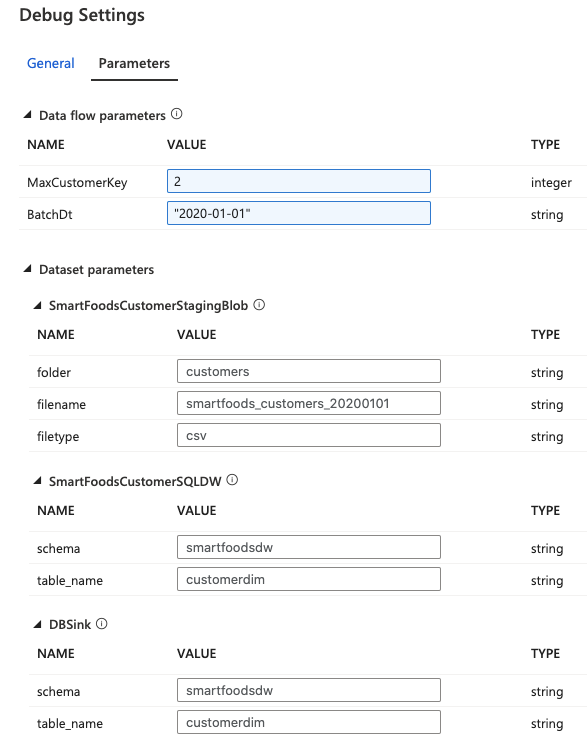 Debug Settings
General Parameters
Data flow parameters
NAME VALUE TYPE
MaxCustomerKey 2 integer
BatchDt "2020-01-01" string
Dataset parameters
SmartFoodsCustomerStagingBlob
NAME VALUE TYPE
folder customers string
filename smartfoods_customers_20200101 string
filetype csv string
SmartFoodsCustomerSQLDW
NAME VALUE TYPE
schema smartfoodsdw string
table_name customerdim string
DBSink
NAME VALUE TYPE
schema smartfoodsdw string
table_name customerdim string